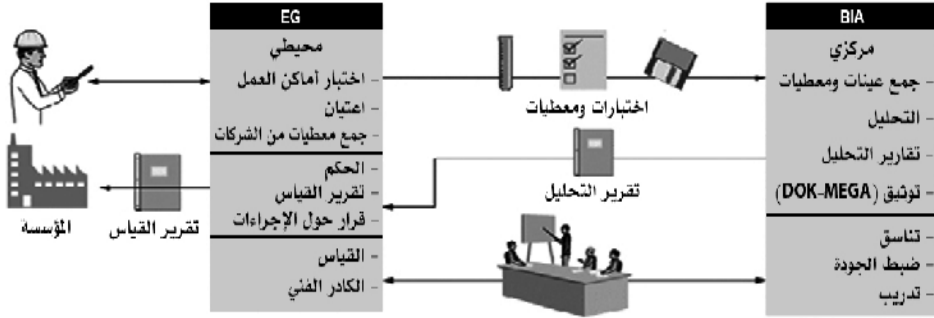 EG
محيطي
- اختبار أماكن العمل
- اعتيان
- جمع معطيات من الشركات
- الحكم
- تقرير القياس
- قرار حول الإجراءات
- القياس
- الكادر الفني
BIA
مركزي
- جمع عينات ومعطيات
- التحليل
- تقارير التحليل
- توثيق (DOK-MEGA)
- تناسق
- ضبط الجودة
- تدريب
اختبارات ومعطيات
تقرير التحليل
تقرير القياس
المؤسسة